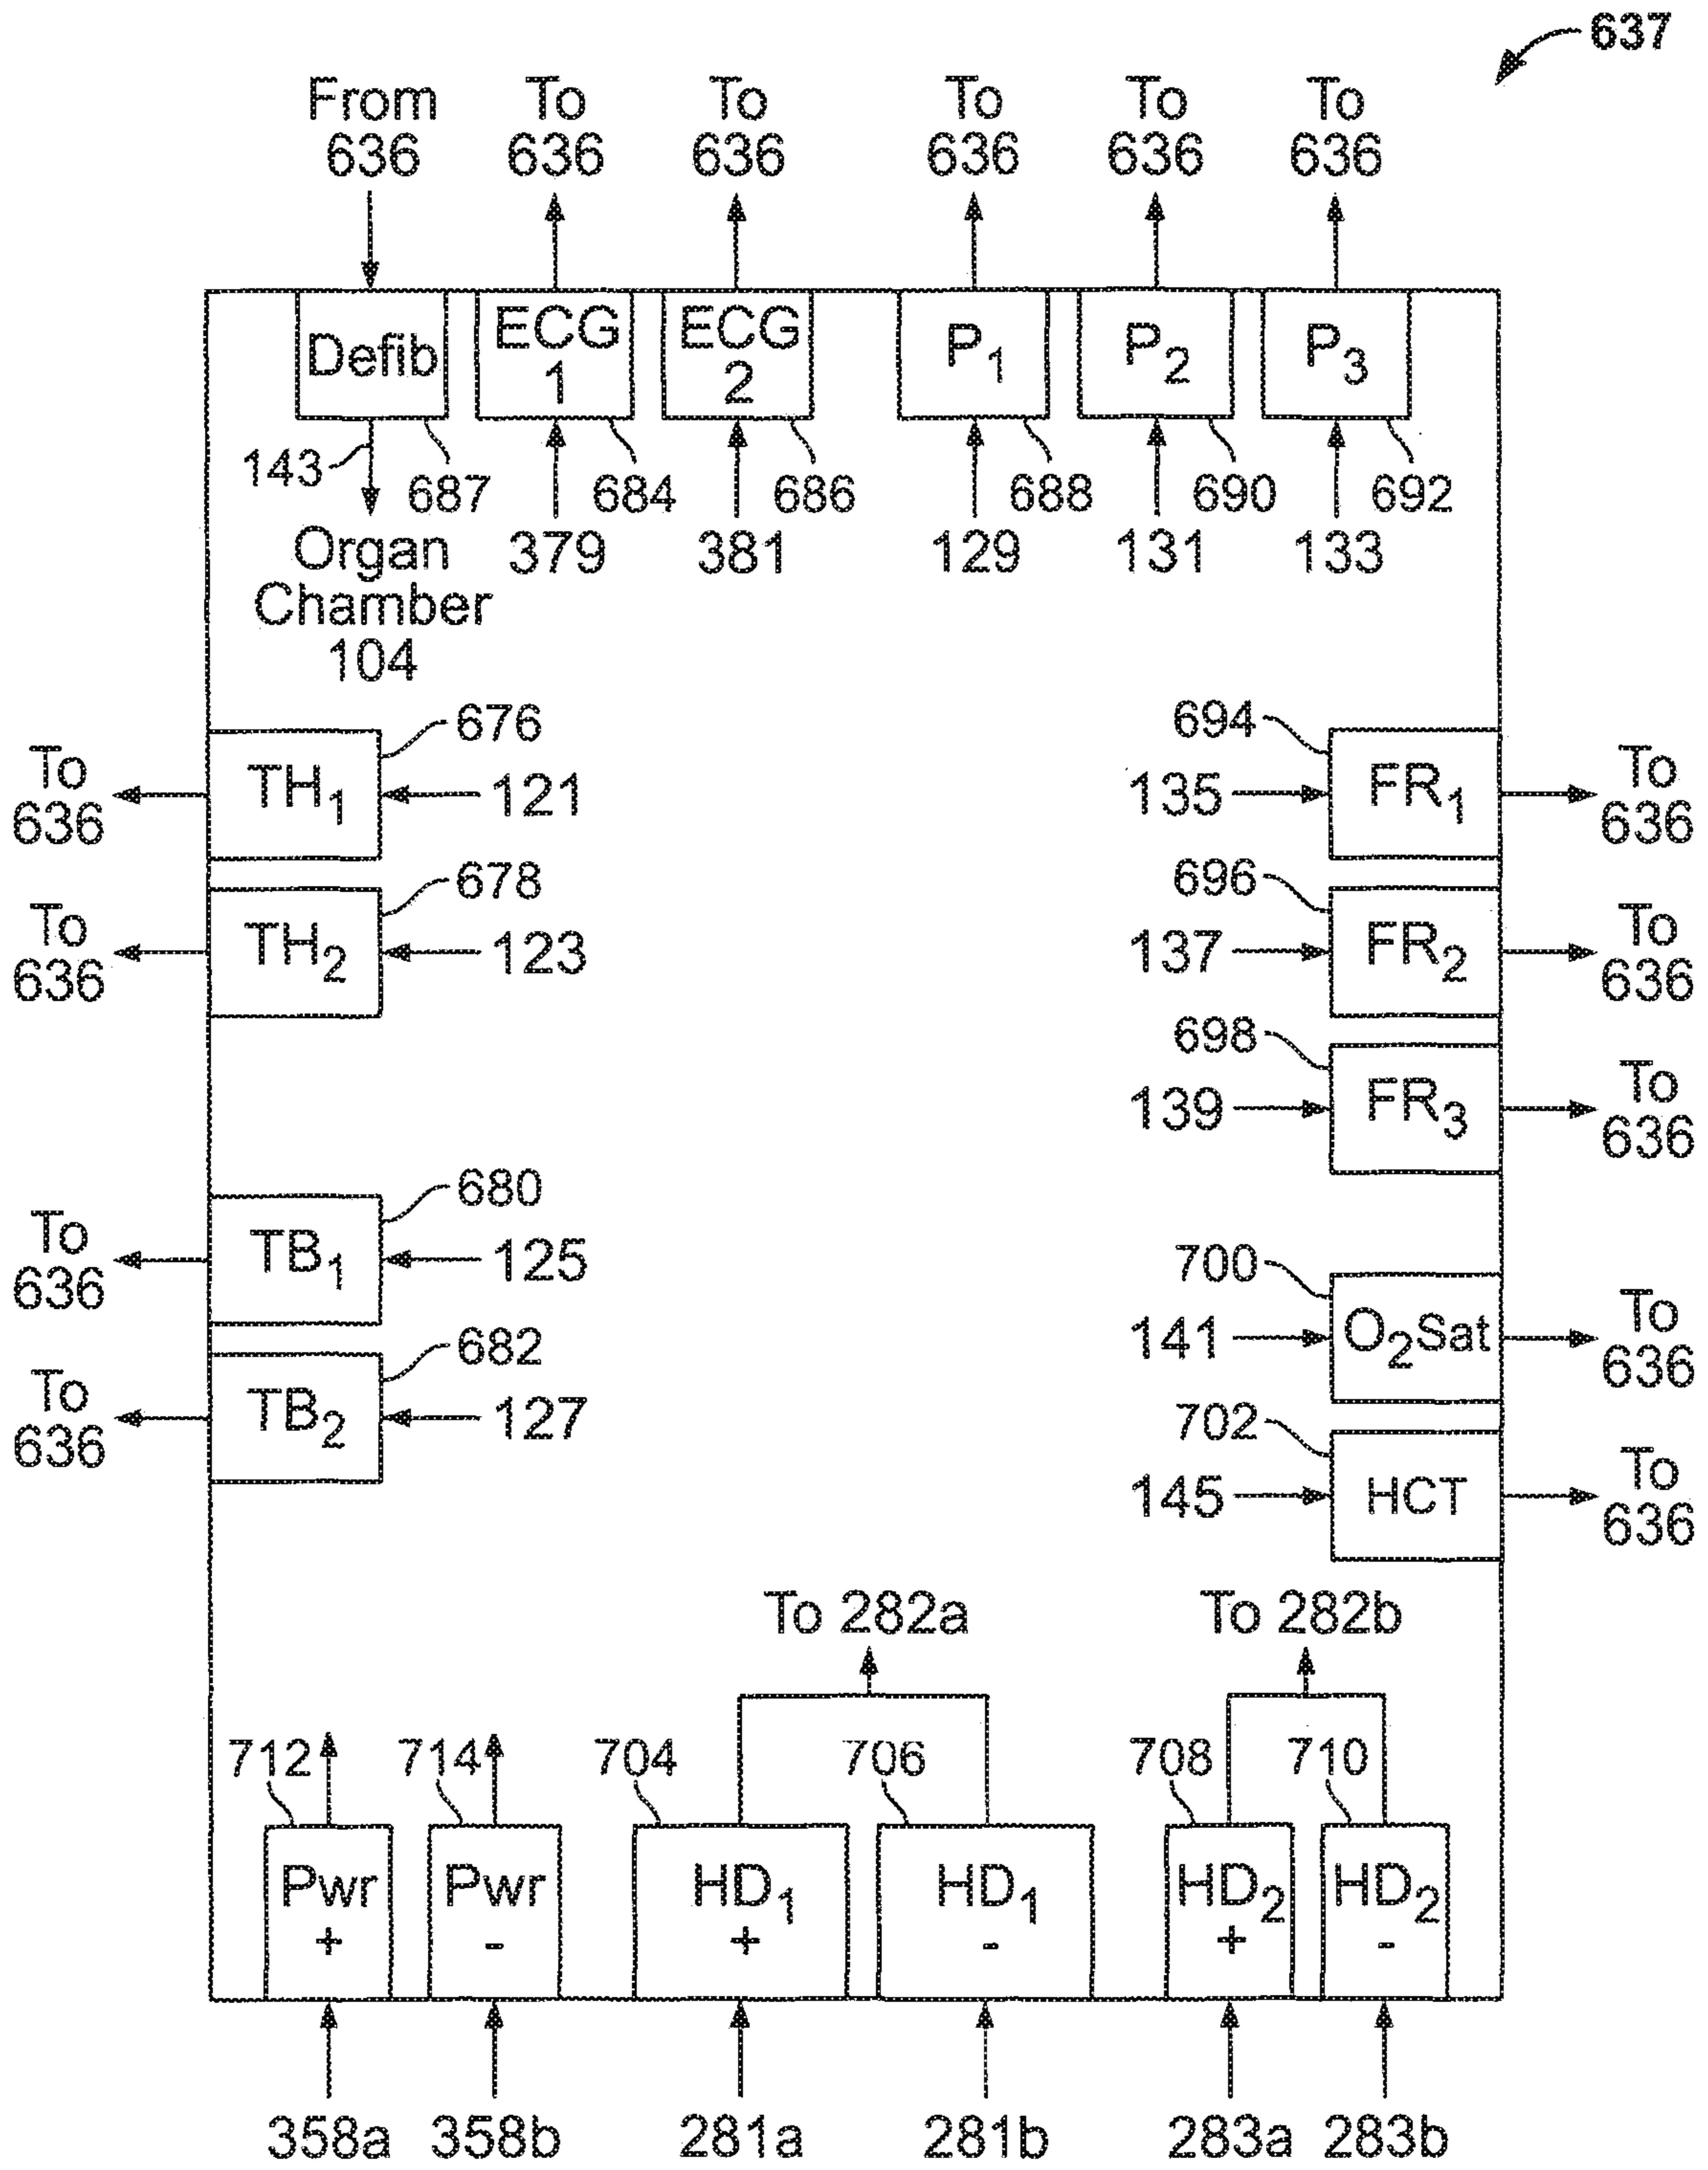 637
From To To To To To
636 636 636 636 636 636
Defib ECG 1 ECG 2 P1 P2 P3
143 687 684 686 688 690 692
Organ 379 381 129 131 133
Chamber
104
676 694
To 636 TH1 121 135 FR1 To 636
678 696
To 636 TH2 123 137 FR2 To 636
698
139 FR3 To 636
680
To 636 TB1 125
700
141 O2Sat To 636
682
To 636 TB2 127
702
145 HCT To 636
To 282a To 282b
712 714 704 706 708 710
Pwr Pwr HD1 HD1 HD2 HD2
+ - + - + -
358a 358b 281a 281b 283a 283b